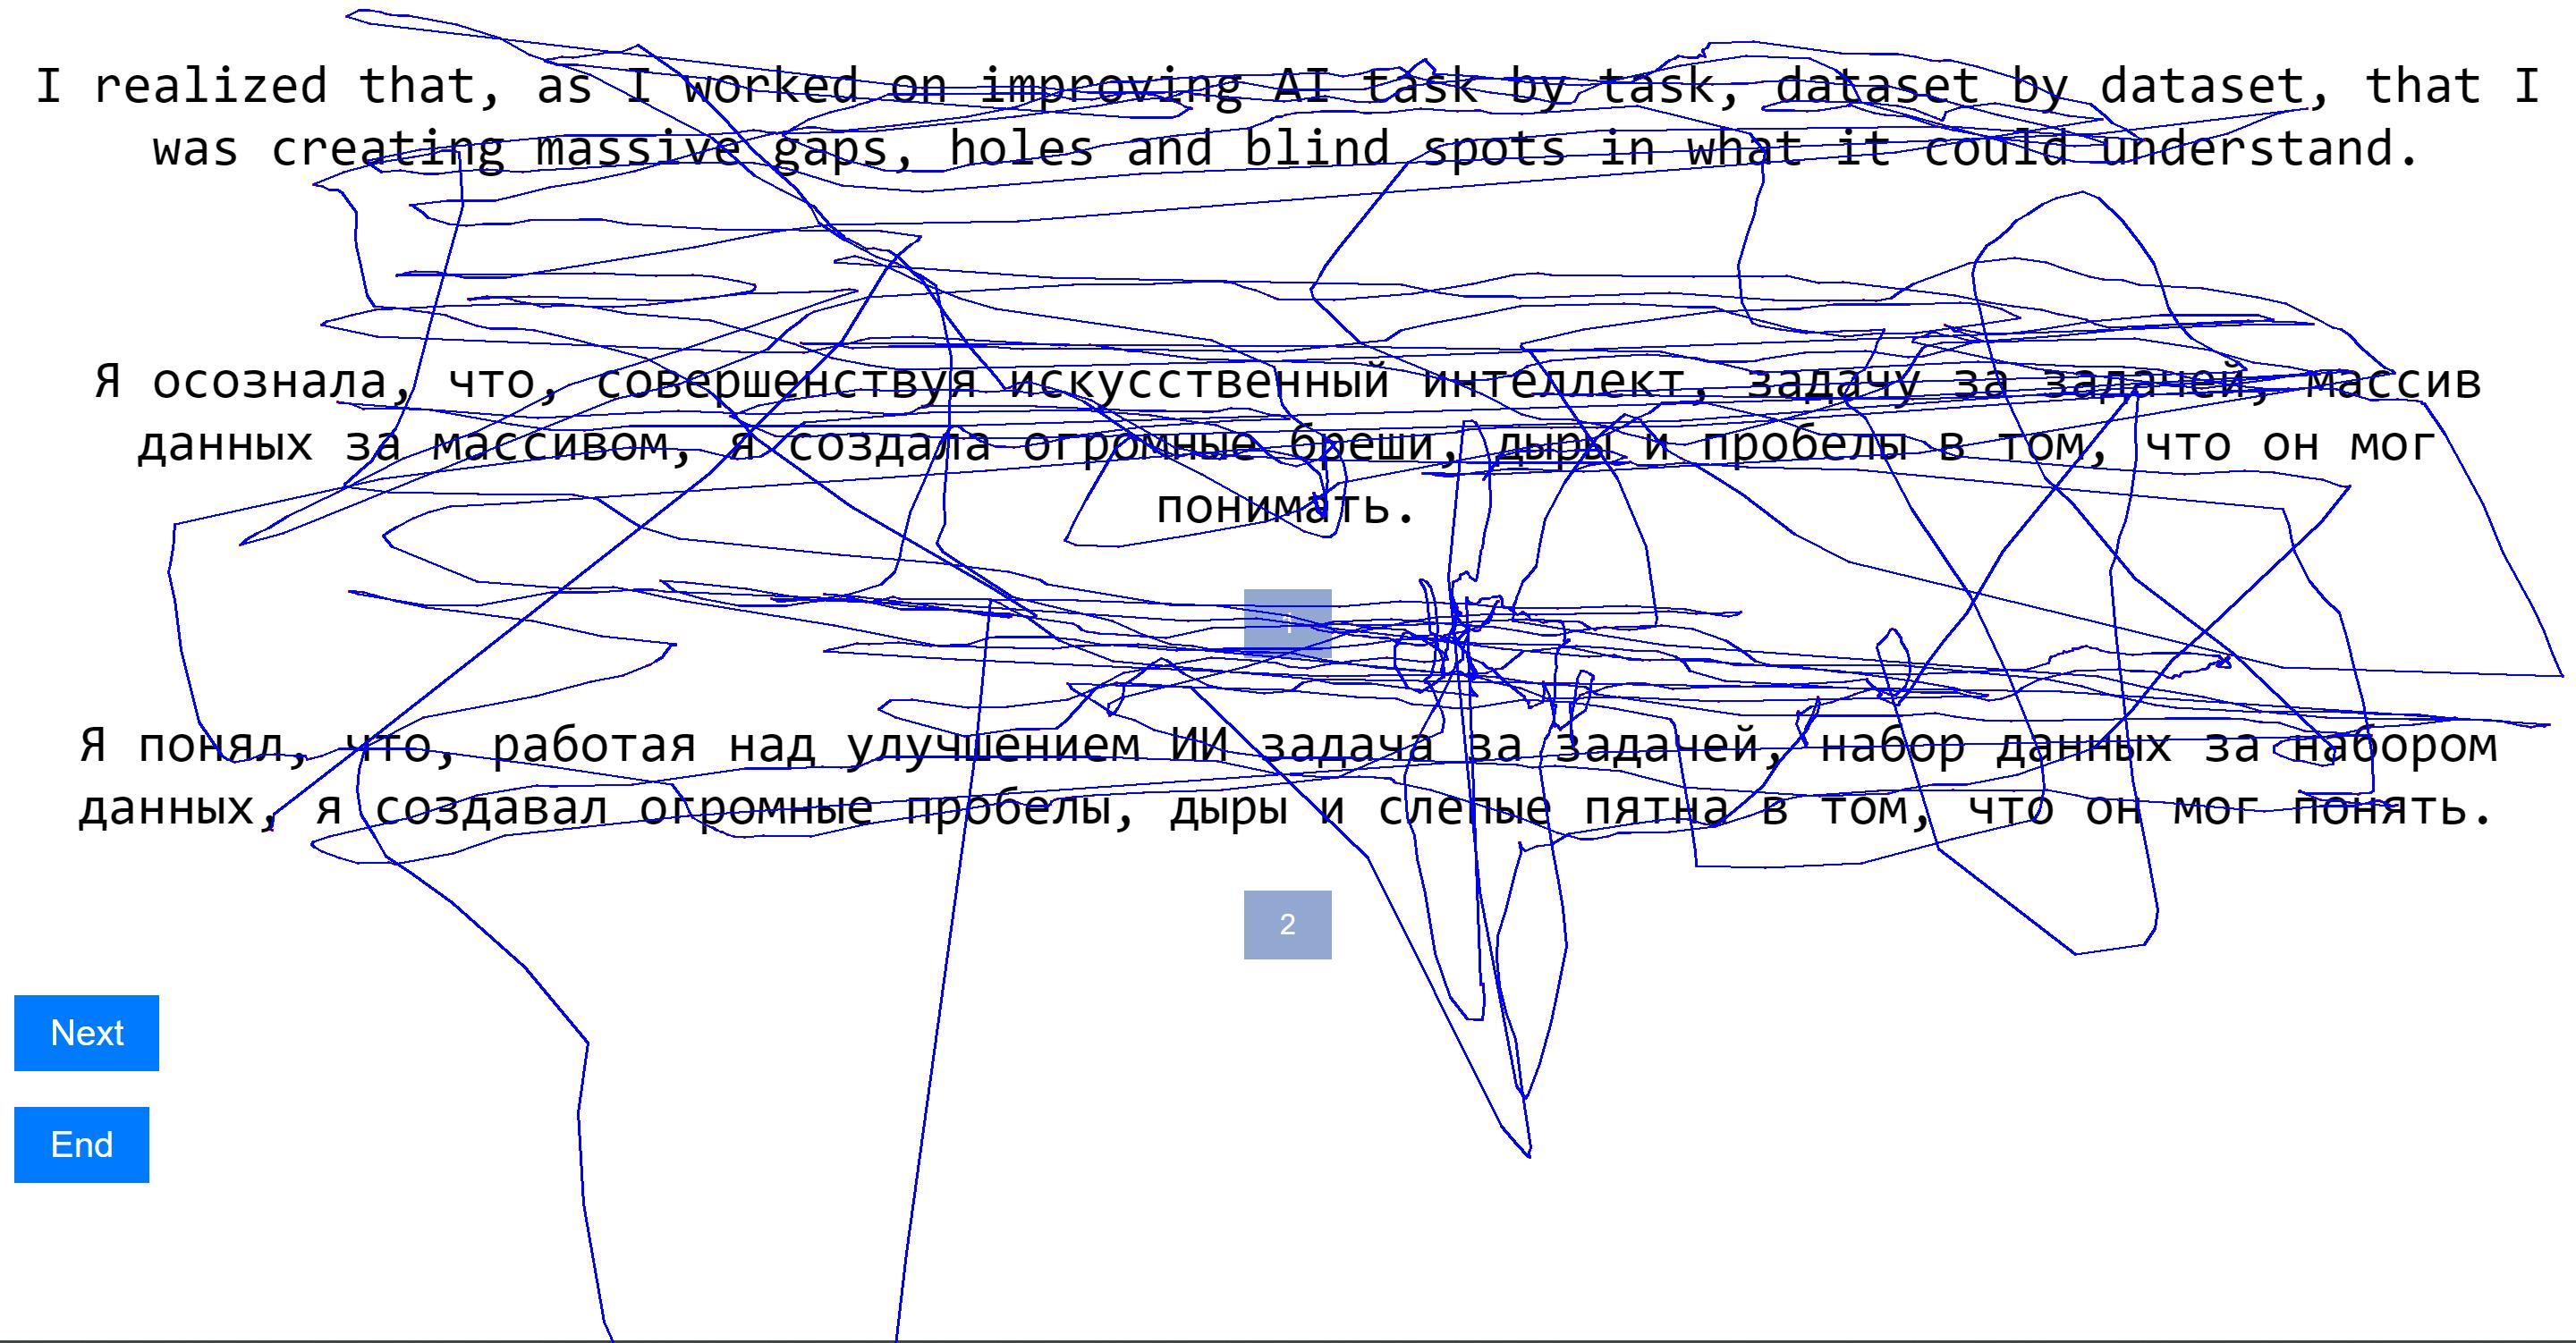 I realized that, as I worked on improving AI task by task, dataset by dataset, that I
was creating massive gaps, holes and blind spots in what it could understand.
Я осознала, что, совершенствуя искусственный интеллект, задачу за задачей, массив
данных за массивом, я создала огромные бреши, дыры и пробелы в том, что он мог
понимать.
1
Я понял, что, работая над улучшением ИИ задача за задачей, набор данных за набором
данных, я создавал огромные пробелы, дыры и слепые пятна в том, что он мог понять.
2
Next
End